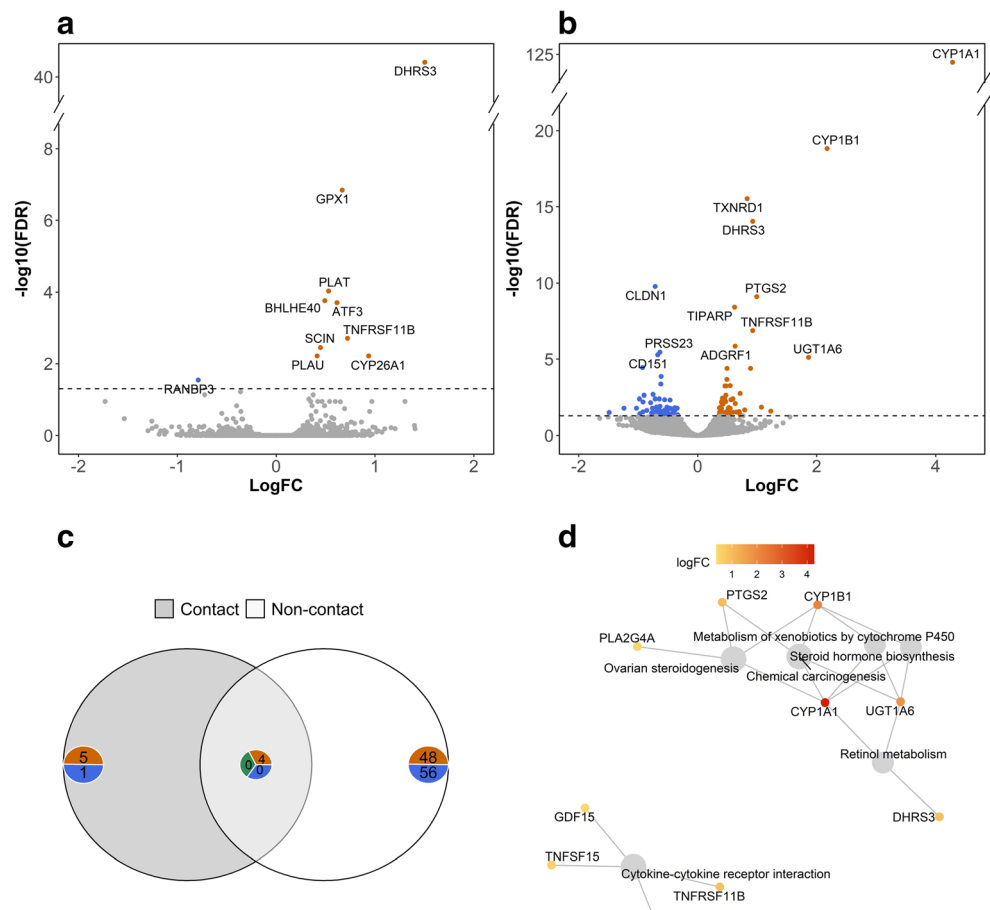 a
40
8
6
4
2
0
-2
-1
0
1
2
-log10(FDR)
LogFC
DHRS3
GPX1
PLAT
BHLHE40
ATF3
TNFRSF11B
SCIN
PLAU
CYP26A1
RANBP3
b
125
20
15
10
5
0
-2
0
2
4
-log10(FDR)
LogFC
CYP1A1
CYP1B1
TXNRD1
DHRS3
CLDN1
PTGS2
TIPARP
TNFRSF11B
PRSS23
ADGRF1
UGT1A6
CD151
c
Contact
Non-contact
5
1
0
4
0
48
56
d
logFC
1 2 3 4
PTGS2
CYP1B1
PLA2G4A
Metabolism of xenobiotics by cytochrome P450
Steroid hormone biosynthesis
Ovarian steroidogenesis
Chemical carcinogenesis
CYP1A1
UGT1A6
Retinol metabolism
DHRS3
GDF15
TNFSF15
Cytokine-cytokine receptor interaction
TNFRSF11B